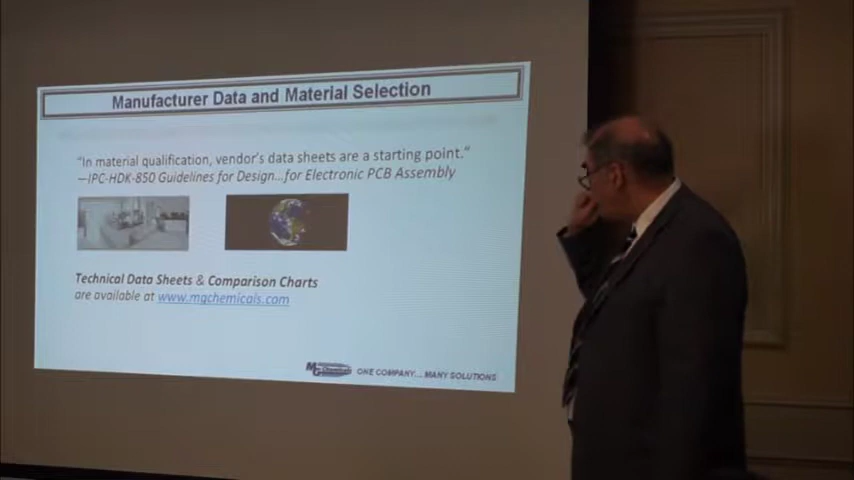 Manufacturer Data and Material Selection
"In material qualification, vendor's data sheets are a starting point."
—IPC-HDK-850 Guidelines for Design...for Electronic PCB Assembly
Technical Data Sheets & Comparison Charts
are available at www.mgchemicals.com
MG Chemicals ONE COMPANY... MANY SOLUTIONS